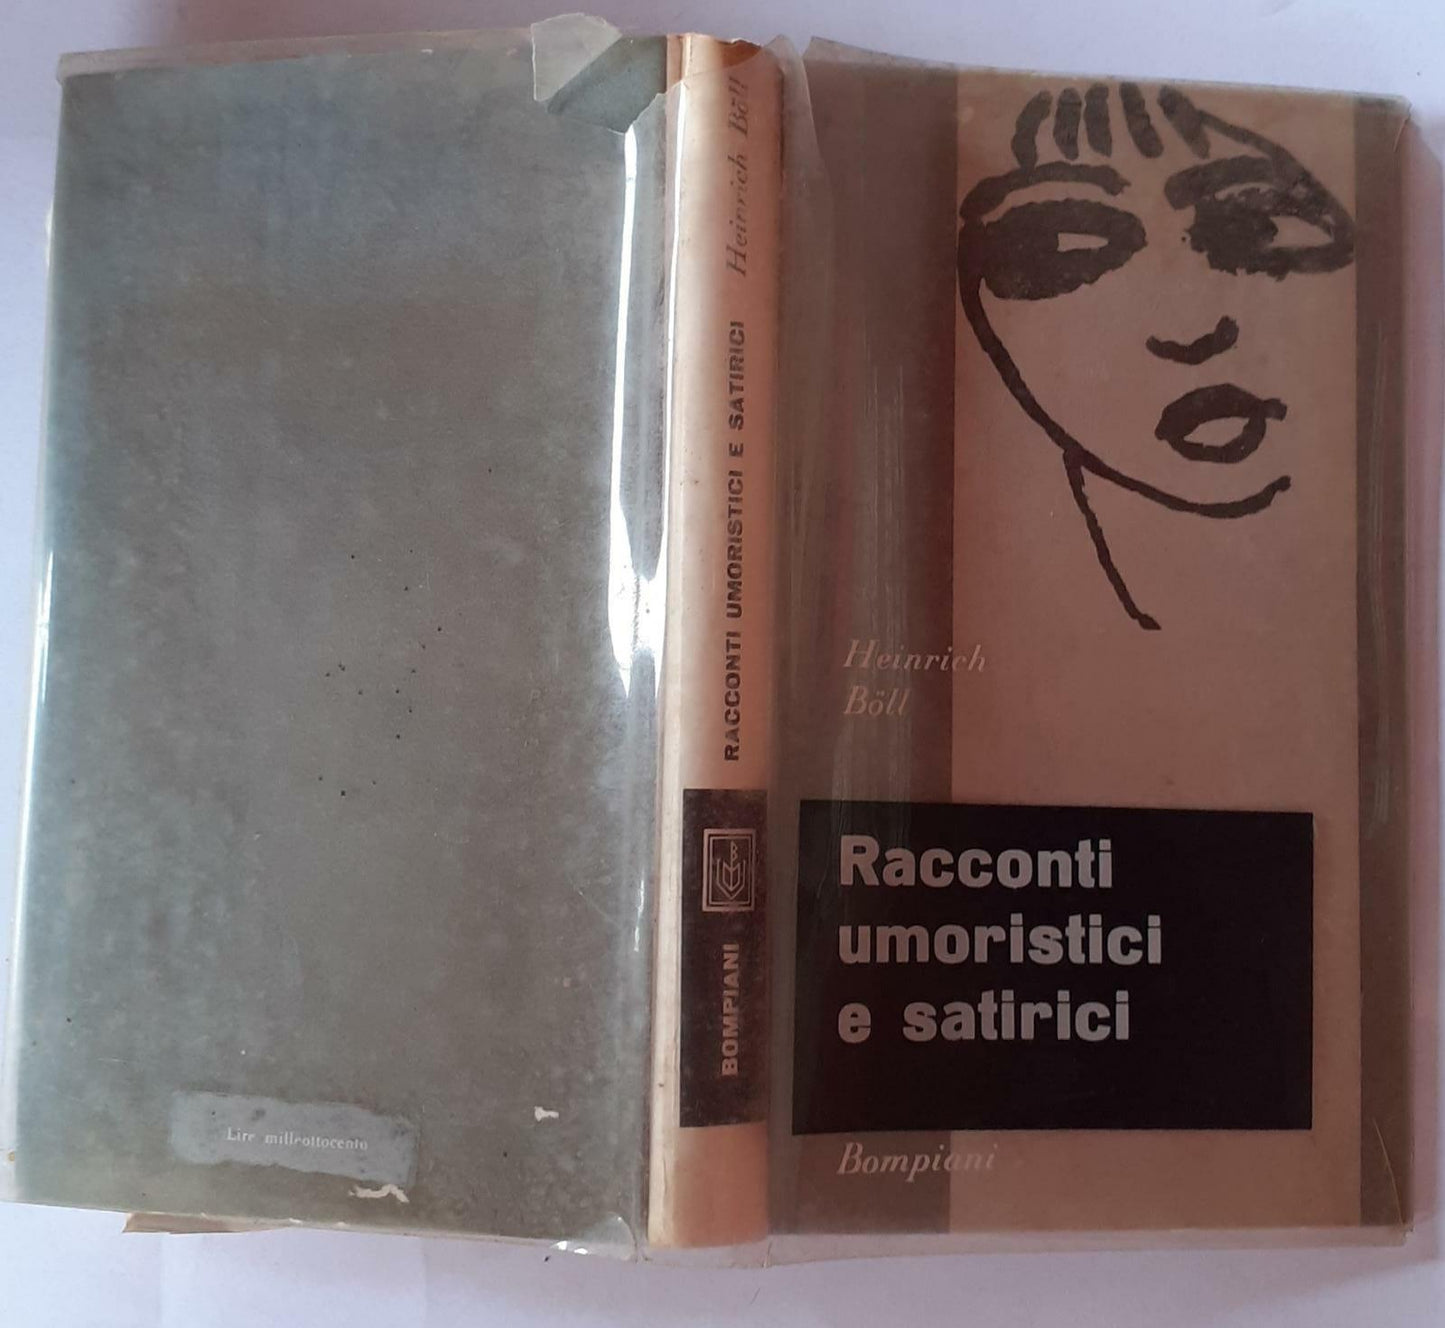 Heinrich
Böll
Racconti
umoristici
e satirici
Bompiani
RACCONTI UMORISTICI E SATIRICI Heinrich Böll
BOMPIANI
Lire milleottocento